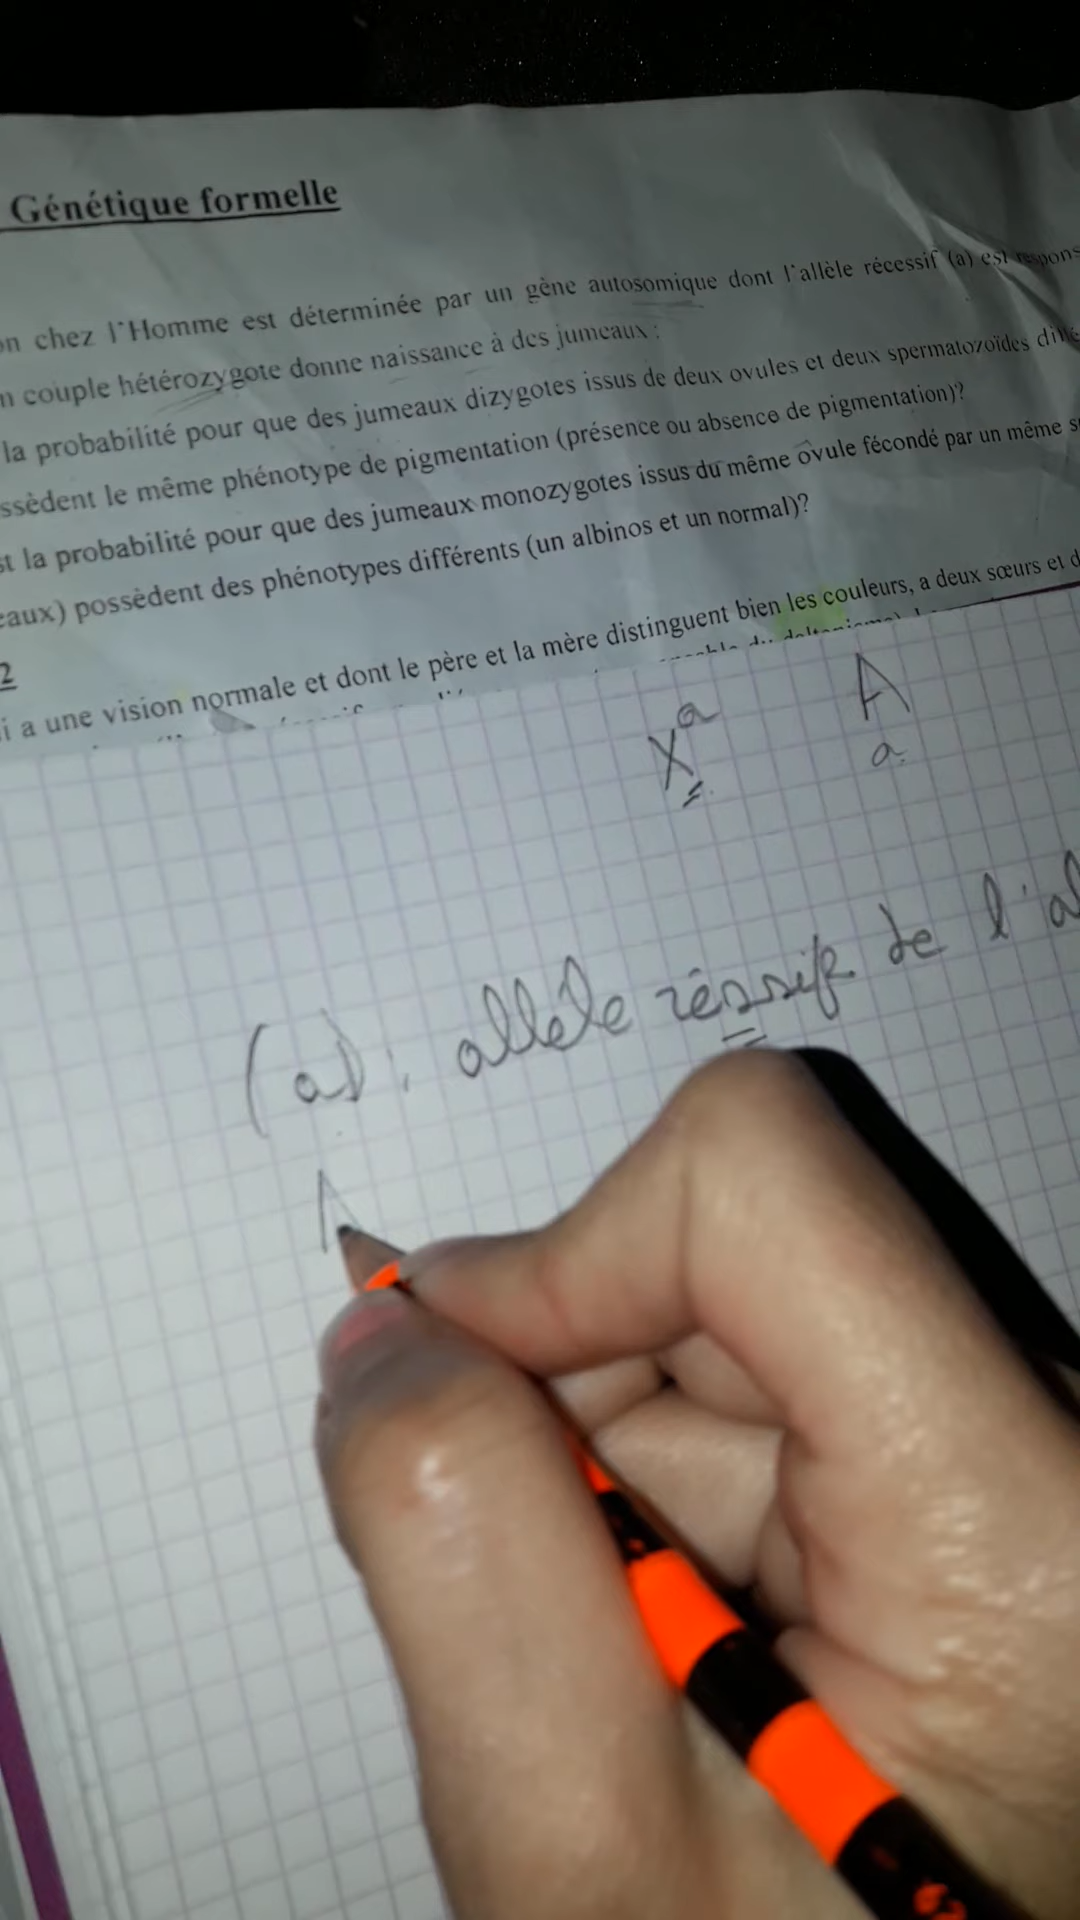 Génétique formelle
on chez l'Homme est déterminée par un gène autosomique dont l'allèle récessif (a) est respons
n couple hétérozygote donne naissance à des jumeaux :
la probabilité pour que des jumeaux dizygotes issus de deux ovules et deux spermatozoïdes diffé
ssèdent le même phénotype de pigmentation (présence ou absence de pigmentation)?
st la probabilité pour que des jumeaux monozygotes issus du même ovule fécondé par un même s
eaux) possèdent des phénotypes différents (un albinos et un normal)?
2
i a une vision normale et dont le père et la mère distinguent bien les couleurs, a deux sœurs et d
du daltonisme)
X^a A
a
(a): allèle réssif de l'al
A